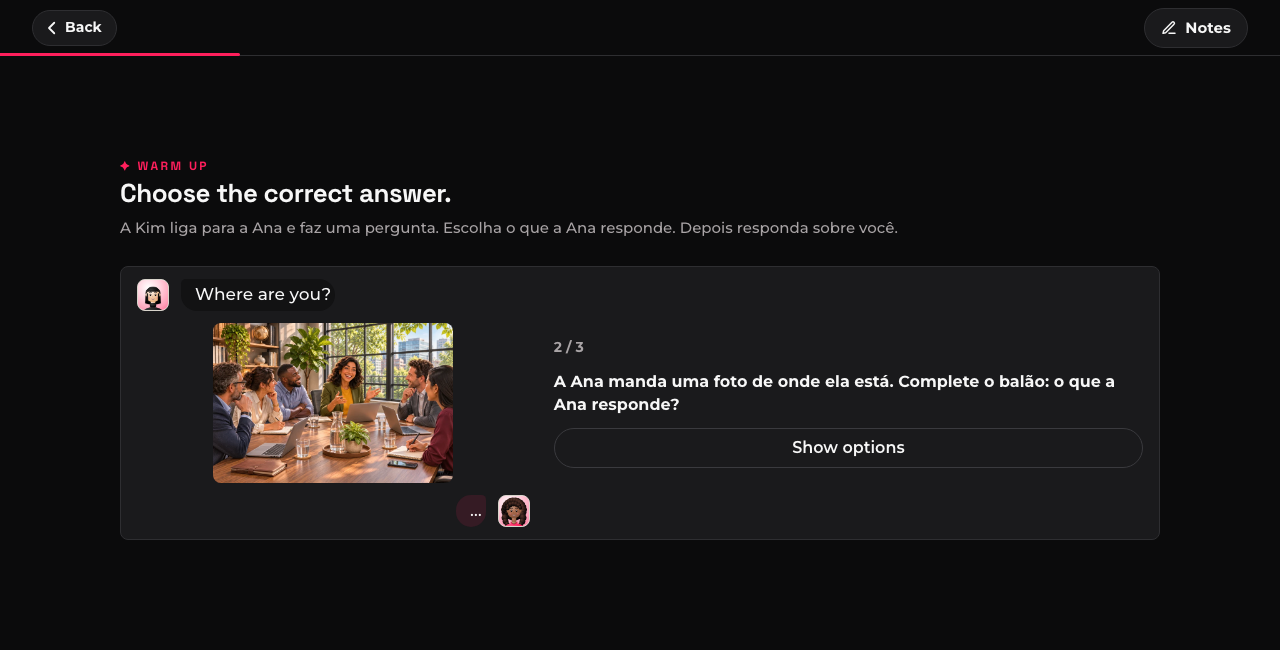 Back
Notes
WARM UP
Choose the correct answer.
A Kim liga para a Ana e faz uma pergunta. Escolha o que a Ana responde. Depois responda sobre você.
Where are you?
2 / 3
A Ana manda uma foto de onde ela está. Complete o balão: o que a
Ana responde?
Show options
...